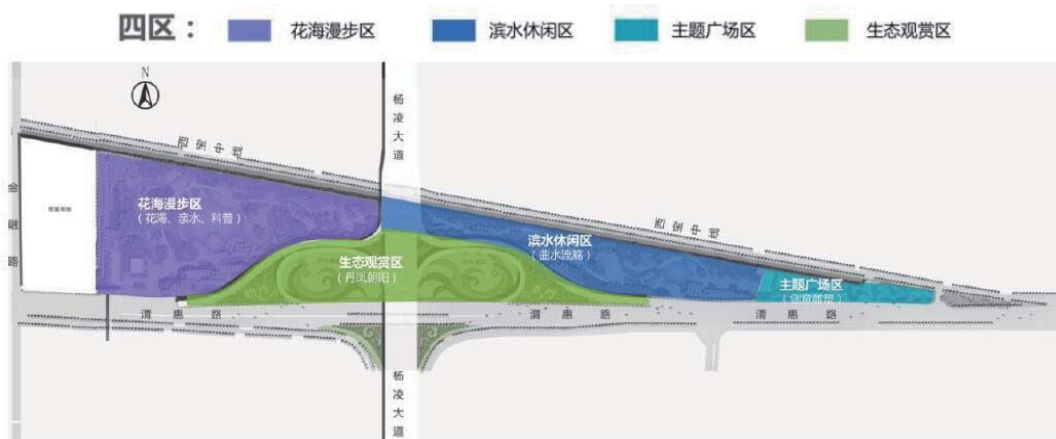 四区：
花海漫步区
滨水休闲区
主题广场区
生态观赏区
N
杨凌大道
金融路
花海漫步区
（花海、亲水、科普）
生态观赏区
（丹凤朝阳）
滨水休闲区
（曲水流觞）
主题广场区
渭惠路
渭惠路
渭惠路
杨凌大道